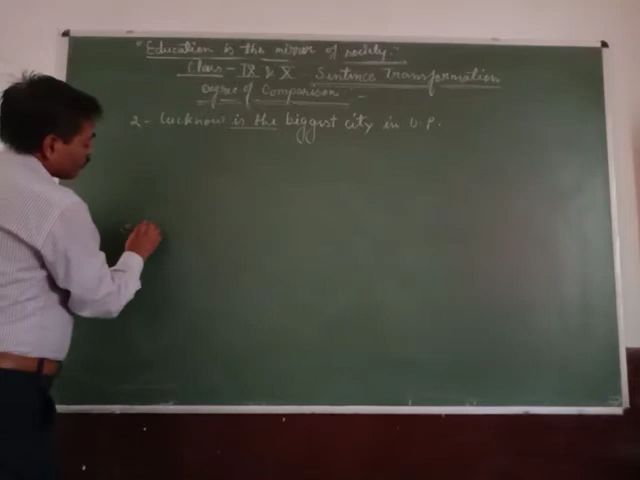 "Education is the mirror of society."
Class - IX & X - Sentence Transformation
Degree of Comparison -
2 - Lucknow is the biggest city in U.P.